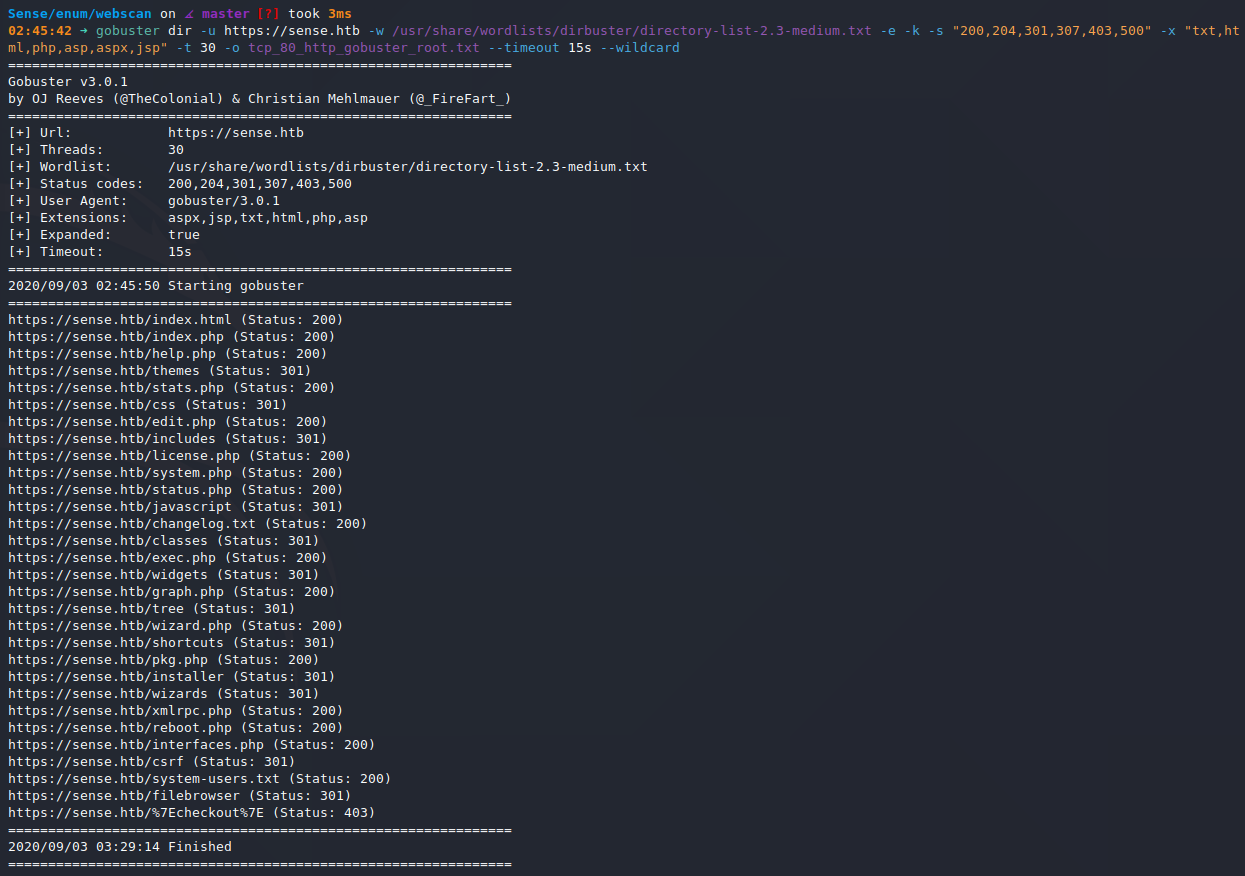 Sense/enum/webscan on ⦟ master [?] took 3ms
02:45:42 → gobuster dir -u https://sense.htb -w /usr/share/wordlists/dirbuster/directory-list-2.3-medium.txt -e -k -s "200,204,301,307,403,500" -x "txt,ht
ml,php,asp,aspx,jsp" -t 30 -o tcp_80_http_gobuster_root.txt --timeout 15s --wildcard
===============================================================
Gobuster v3.0.1
by OJ Reeves (@TheColonial) & Christian Mehlmauer (@_FireFart_)
===============================================================
[+] Url:            https://sense.htb
[+] Threads:        30
[+] Wordlist:       /usr/share/wordlists/dirbuster/directory-list-2.3-medium.txt
[+] Status codes:   200,204,301,307,403,500
[+] User Agent:     gobuster/3.0.1
[+] Extensions:     aspx,jsp,txt,html,php,asp
[+] Expanded:       true
[+] Timeout:        15s
===============================================================
2020/09/03 02:45:50 Starting gobuster
===============================================================
https://sense.htb/index.html (Status: 200)
https://sense.htb/index.php (Status: 200)
https://sense.htb/help.php (Status: 200)
https://sense.htb/themes (Status: 301)
https://sense.htb/stats.php (Status: 200)
https://sense.htb/css (Status: 301)
https://sense.htb/edit.php (Status: 200)
https://sense.htb/includes (Status: 301)
https://sense.htb/license.php (Status: 200)
https://sense.htb/system.php (Status: 200)
https://sense.htb/status.php (Status: 200)
https://sense.htb/javascript (Status: 301)
https://sense.htb/changelog.txt (Status: 200)
https://sense.htb/classes (Status: 301)
https://sense.htb/exec.php (Status: 200)
https://sense.htb/widgets (Status: 301)
https://sense.htb/graph.php (Status: 200)
https://sense.htb/tree (Status: 301)
https://sense.htb/wizard.php (Status: 200)
https://sense.htb/shortcuts (Status: 301)
https://sense.htb/pkg.php (Status: 200)
https://sense.htb/installer (Status: 301)
https://sense.htb/wizards (Status: 301)
https://sense.htb/xmlrpc.php (Status: 200)
https://sense.htb/reboot.php (Status: 200)
https://sense.htb/interfaces.php (Status: 200)
https://sense.htb/csrf (Status: 301)
https://sense.htb/system-users.txt (Status: 200)
https://sense.htb/filebrowser (Status: 301)
https://sense.htb/%7Echeckout%7E (Status: 403)
===============================================================
2020/09/03 03:29:14 Finished
===============================================================